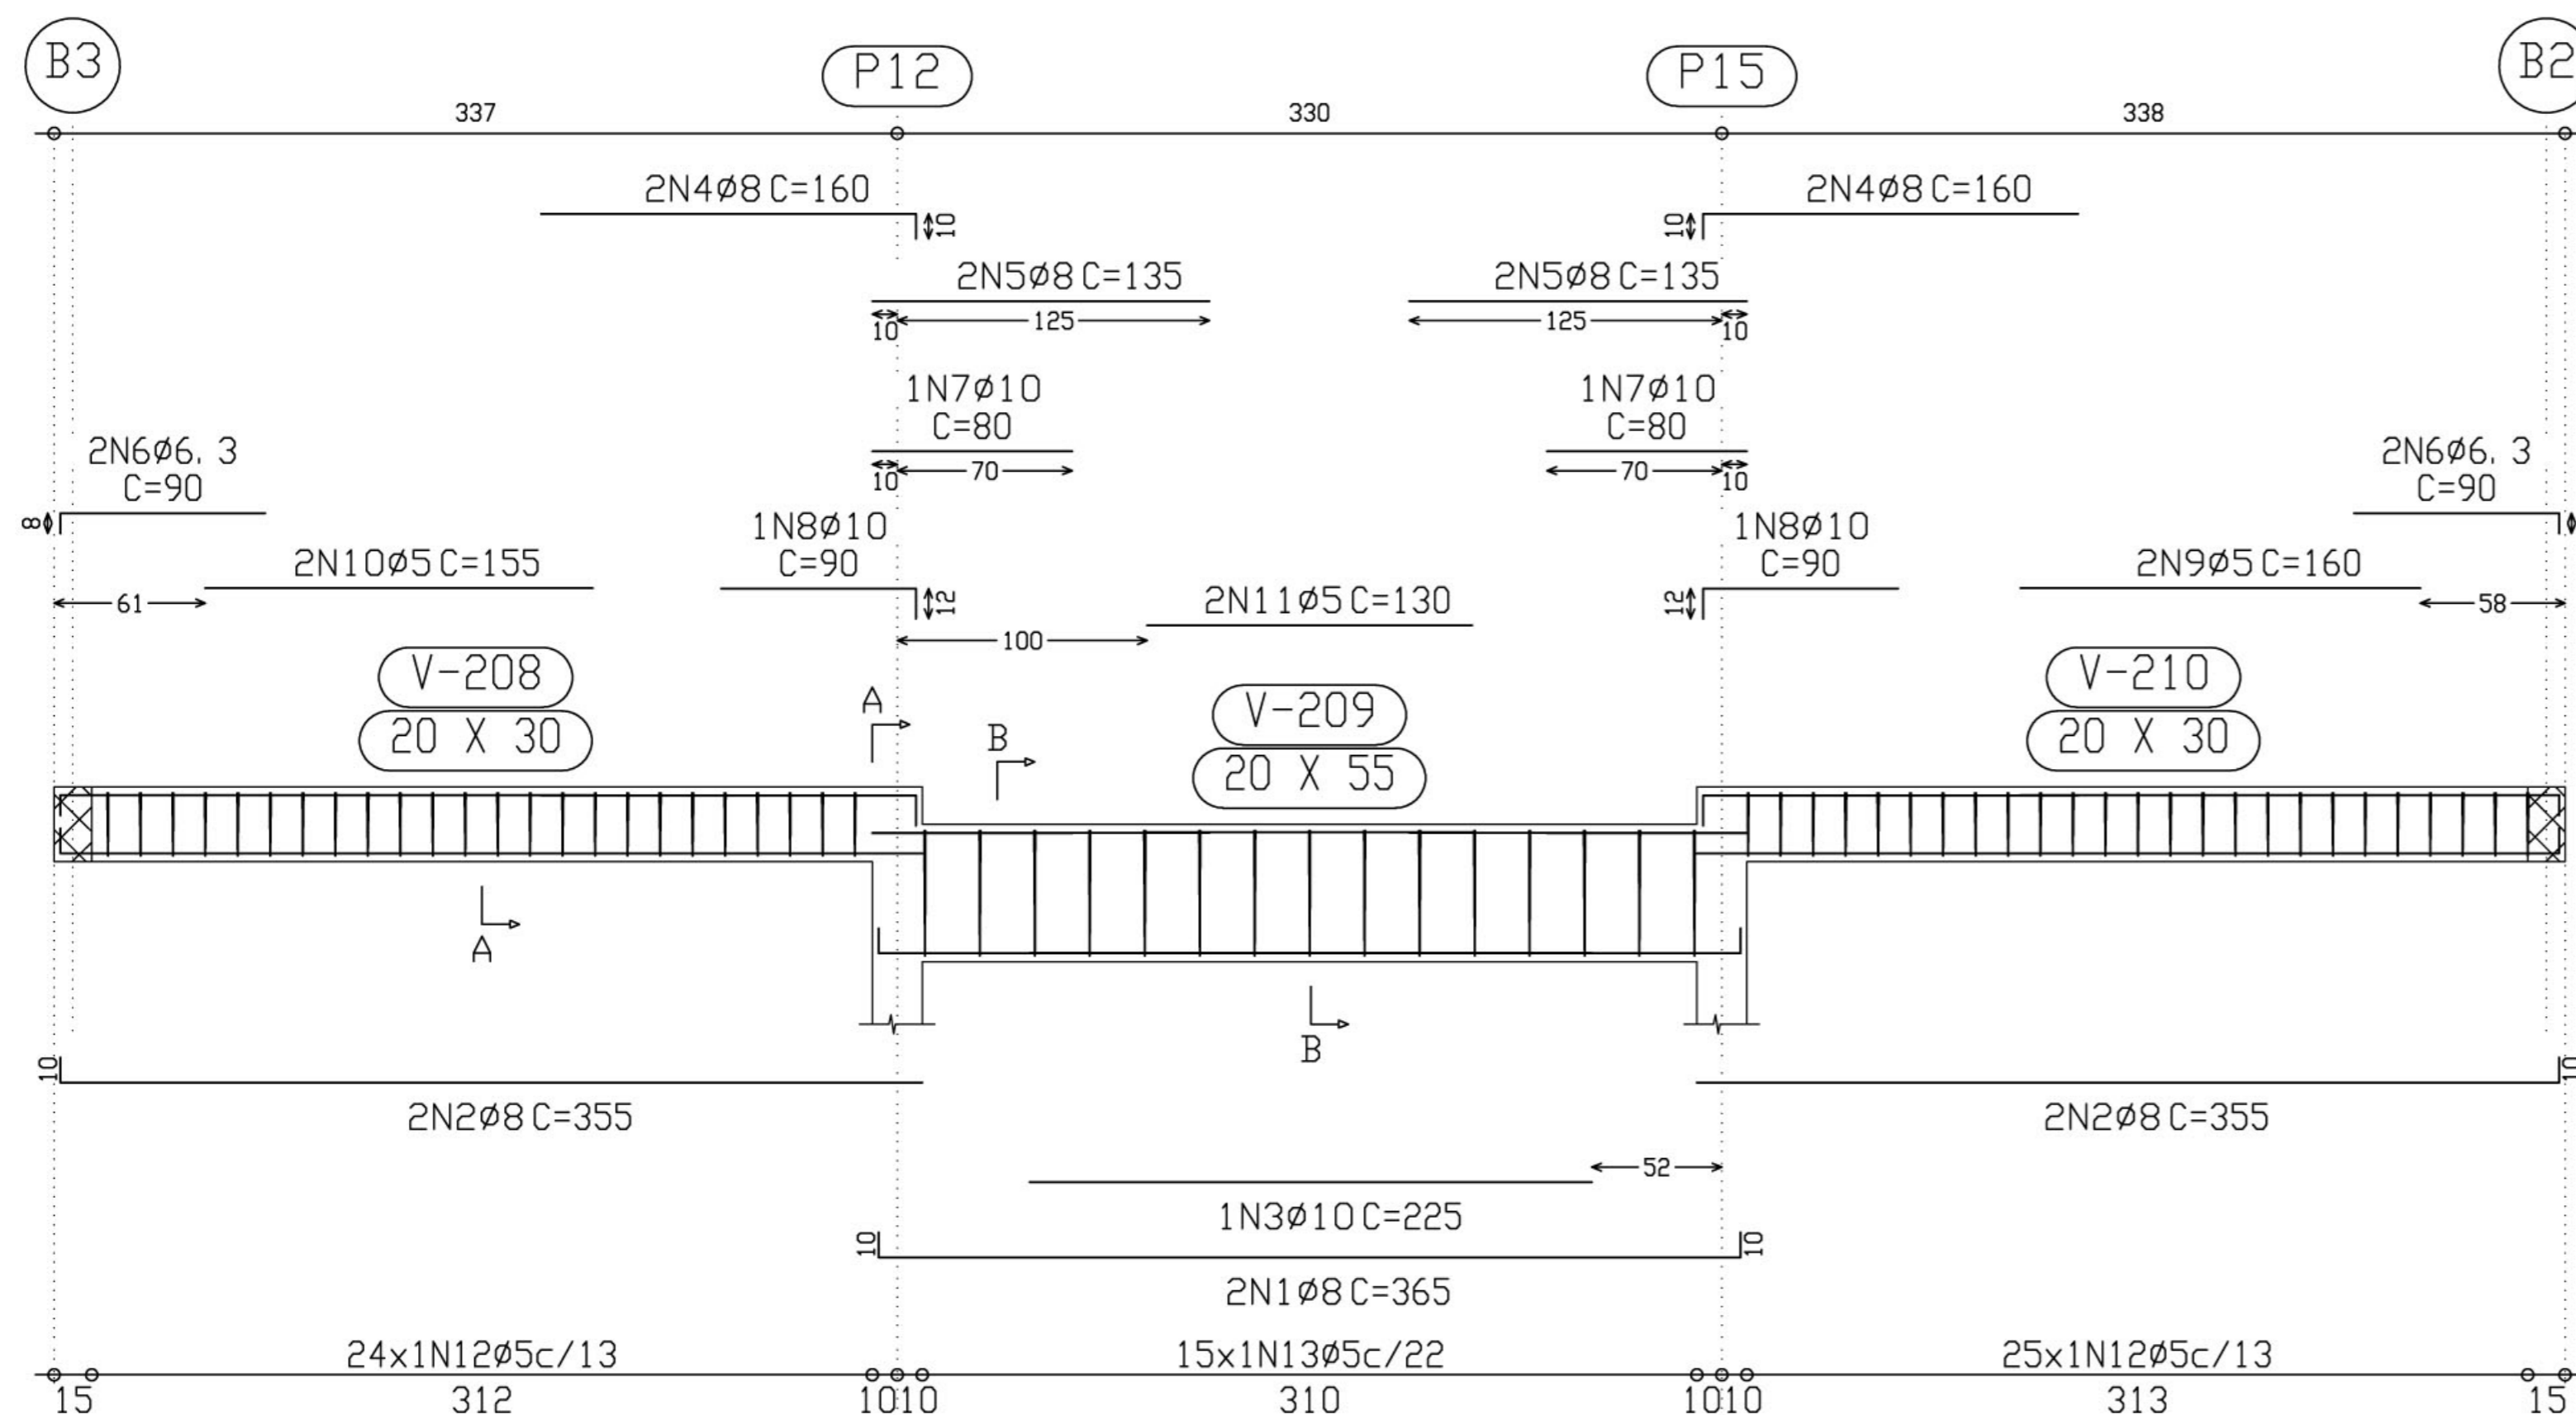 B3
P12
P15
B2
337
330
338
2N4ø8 C=160
2N4ø8 C=160
10
10
2N5ø8 C=135
2N5ø8 C=135
10
125
125
10
1N7ø10
C=80
1N7ø10
C=80
10
70
70
10
2N6ø6.3
C=90
2N6ø6.3
C=90
8
1N8ø10
C=90
1N8ø10
C=90
2N10ø5 C=155
2N9ø5 C=160
61
12
2N11ø5 C=130
12
58
100
V-208
20 X 30
V-209
20 X 55
V-210
20 X 30
A
B
A
B
10
10
2N2ø8 C=355
2N2ø8 C=355
52
1N3ø10 C=225
10
10
2N1ø8 C=365
24x1N12ø5c/13
15x1N13ø5c/22
25x1N12ø5c/13
15
312
1010
310
1010
313
15